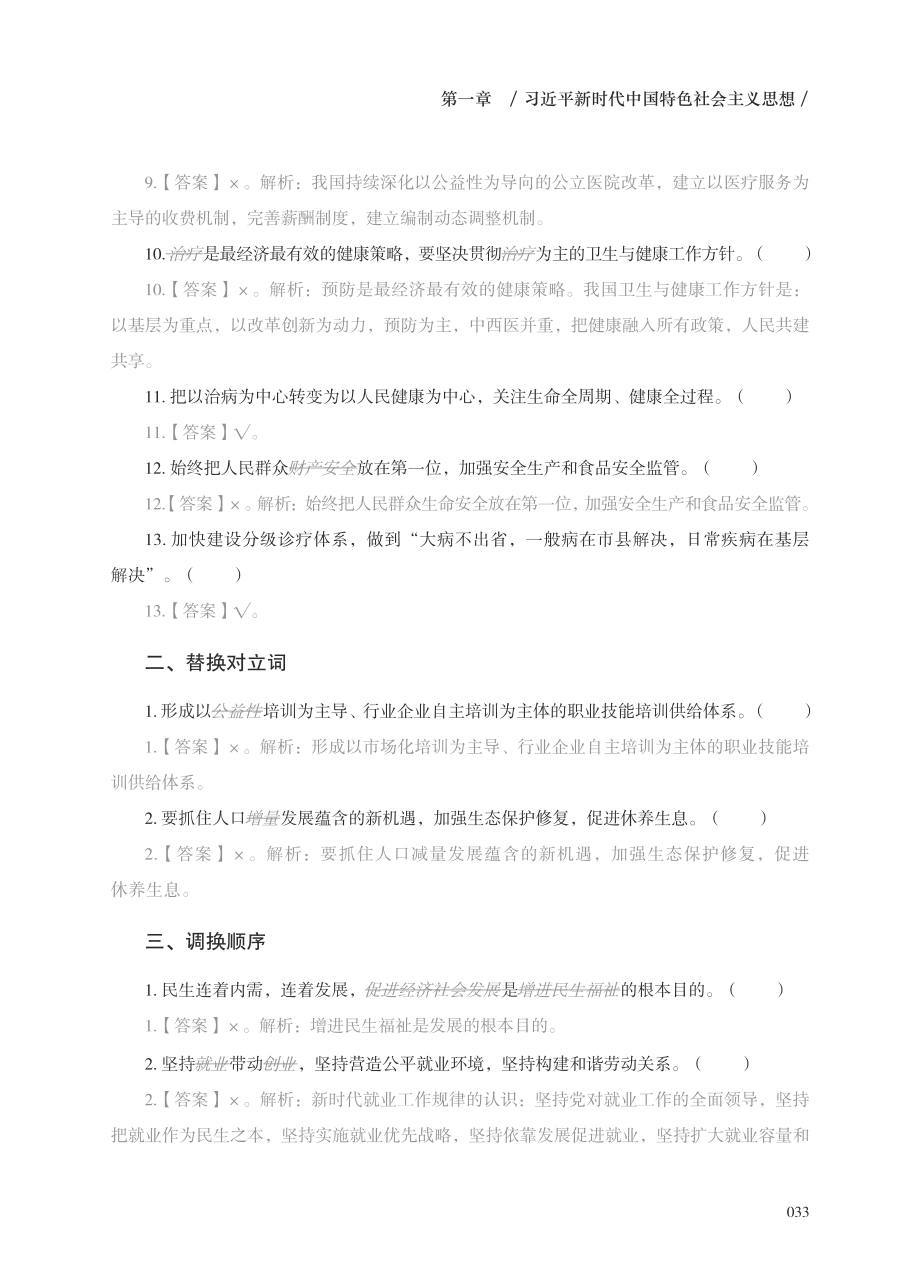 第一章 / 习近平新时代中国特色社会主义思想 /
9.【答案】×。解析：我国持续深化以公益性为导向的公立医院改革，建立以医疗服务为
主导的收费机制，完善薪酬制度，建立编制动态调整机制。
10. 治疗是最经济最有效的健康策略，要坚决贯彻治疗为主的卫生与健康工作方针。（ ）
10.【答案】×。解析：预防是最经济最有效的健康策略。我国卫生与健康工作方针是：
以基层为重点，以改革创新为动力，预防为主，中西医并重，把健康融入所有政策，人民共建
共享。
11. 把以治病为中心转变为以人民健康为中心，关注生命全周期、健康全过程。（ ）
11.【答案】√。
12. 始终把人民群众财产安全放在第一位，加强安全生产和食品安全监管。（ ）
12.【答案】×。解析：始终把人民群众生命安全放在第一位，加强安全生产和食品安全监管。
13. 加快建设分级诊疗体系，做到“大病不出省，一般病在市县解决，日常疾病在基层
解决”。（ ）
13.【答案】√。
二、替换对立词
1. 形成以公益性培训为主导、行业企业自主培训为主体的职业技能培训供给体系。（ ）
1.【答案】×。解析：形成以市场化培训为主导、行业企业自主培训为主体的职业技能培
训供给体系。
2. 要抓住人口增量发展蕴含的新机遇，加强生态保护修复，促进休养生息。（ ）
2.【答案】×。解析：要抓住人口减量发展蕴含的新机遇，加强生态保护修复，促进
休养生息。
三、调换顺序
1. 民生连着内需，连着发展，促进经济社会发展是增进民生福祉的根本目的。（ ）
1.【答案】×。解析：增进民生福祉是发展的根本目的。
2. 坚持就业带动创业，坚持营造公平就业环境，坚持构建和谐劳动关系。（ ）
2.【答案】×。解析：新时代就业工作规律的认识：坚持党对就业工作的全面领导，坚持
把就业作为民生之本，坚持实施就业优先战略，坚持依靠发展促进就业，坚持扩大就业容量和
033